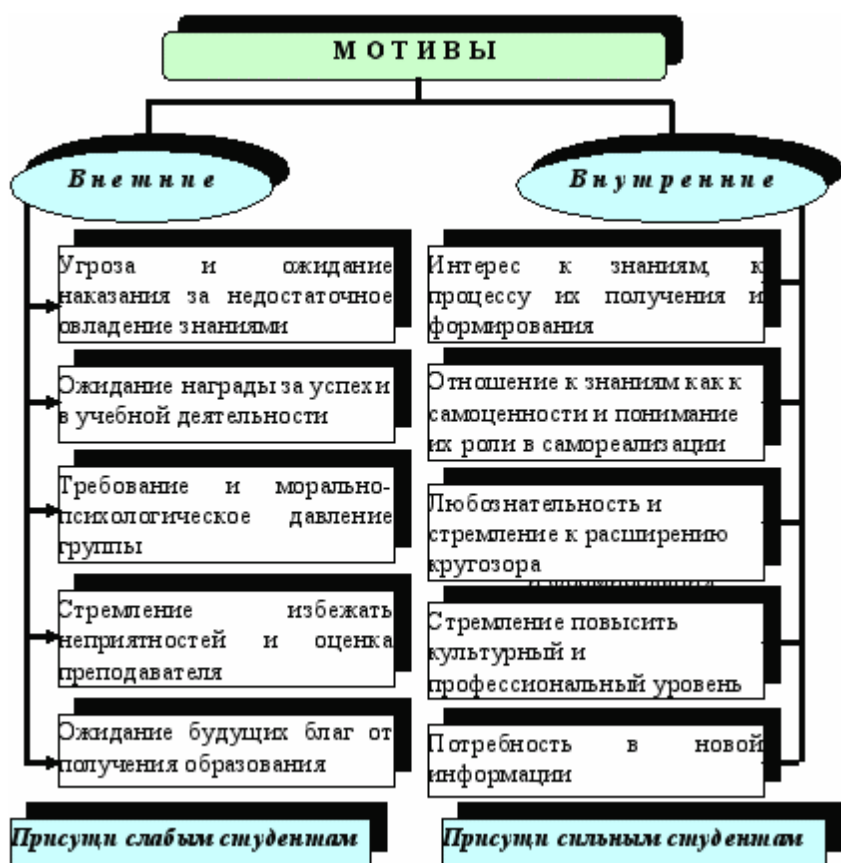 МОТИВЫ
Внетние
Внутренние
Угроза и ожидание
наказания за недостаточное
овладение знаниями
Ожидание награды за успехи
в учебной деятельности
Требование и морально-
психологическое давление
группы
Стремление избежать
неприятностей и оценка
преподавателя
Ожидание будущих благ от
получения образования
Присущи слабым студентам
Интерес к знаниям, к
процессу их получения и
формирования
Отношение к знаниям как к
самоценности и понимание
их роли в самореализации
Любознательность и
стремление к расширению
кругозора
Стремление повысить
культурный и
профессиональный уровень
Потребность в новой
информации
Присущи сильным студентам